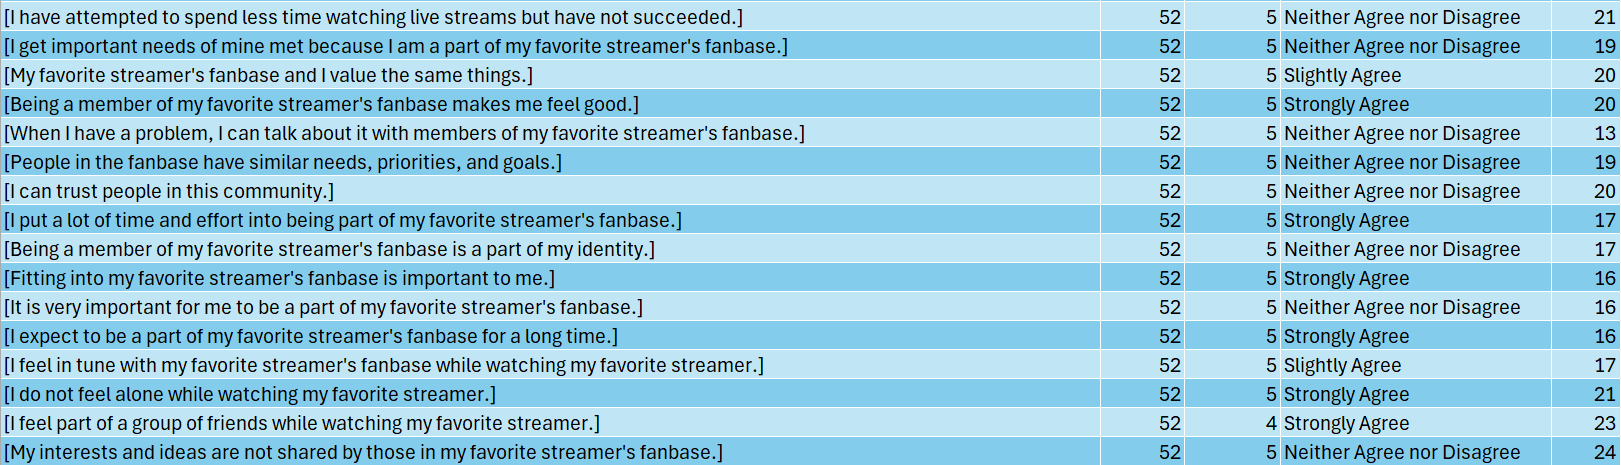 [I have attempted to spend less time watching live streams but have not succeeded.] 52 5 Neither Agree nor Disagree 21
[I get important needs of mine met because I am a part of my favorite streamer's fanbase.] 52 5 Neither Agree nor Disagree 19
[My favorite streamer's fanbase and I value the same things.] 52 5 Slightly Agree 20
[Being a member of my favorite streamer's fanbase makes me feel good.] 52 5 Strongly Agree 20
[When I have a problem, I can talk about it with members of my favorite streamer's fanbase.] 52 5 Neither Agree nor Disagree 13
[People in the fanbase have similar needs, priorities, and goals.] 52 5 Neither Agree nor Disagree 19
[I can trust people in this community.] 52 5 Neither Agree nor Disagree 20
[I put a lot of time and effort into being part of my favorite streamer's fanbase.] 52 5 Strongly Agree 17
[Being a member of my favorite streamer's fanbase is a part of my identity.] 52 5 Neither Agree nor Disagree 17
[Fitting into my favorite streamer's fanbase is important to me.] 52 5 Strongly Agree 16
[It is very important for me to be a part of my favorite streamer's fanbase.] 52 5 Neither Agree nor Disagree 16
[I expect to be a part of my favorite streamer's fanbase for a long time.] 52 5 Strongly Agree 16
[I feel in tune with my favorite streamer's fanbase while watching my favorite streamer.] 52 5 Slightly Agree 17
[I do not feel alone while watching my favorite streamer.] 52 5 Strongly Agree 21
[I feel part of a group of friends while watching my favorite streamer.] 52 4 Strongly Agree 23
[My interests and ideas are not shared by those in my favorite streamer's fanbase.] 52 5 Neither Agree nor Disagree 24